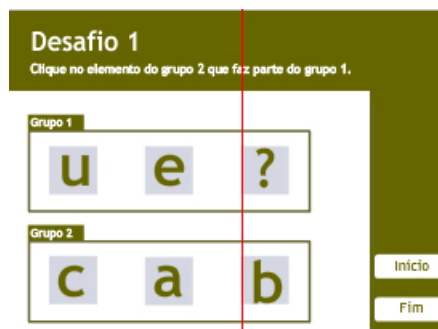 Desafio 1
Clique no elemento do grupo 2 que faz parte do grupo 1.
Grupo 1
u e ?
Grupo 2
c a b
Início
Fim